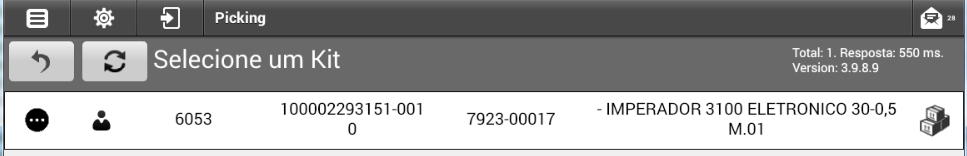 Picking
28
Selecione um Kit
Total: 1. Resposta: 550 ms.
Version: 3.9.8.9
6053
100002293151-001
0
7923-00017
- IMPERADOR 3100 ELETRONICO 30-0,5
M.01